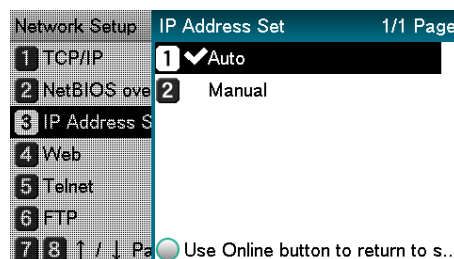 Network Setup
1 TCP/IP
2 NetBIOS ove
3 IP Address S
4 Web
5 Telnet
6 FTP
7 8 ↑ / ↓ Pa
IP Address Set 1/1 Page
1 ✔Auto
2 Manual
Use Online button to return to s..